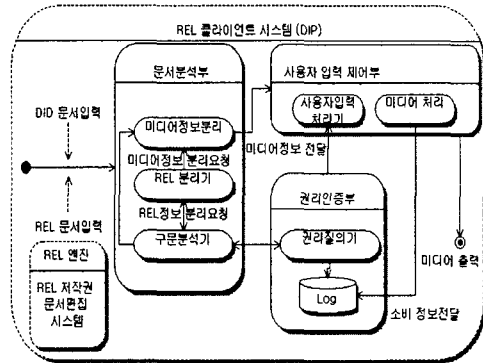 REL 클라이언트 시스템 (DIP)
문서분석부
사용자 입력 제어부
미디어정보분리
사용자입력
처리기
미디어 처리
DID 문서입력
미디어정보 분리요청
미디어정보 전달
REL 분리기
REL정보 분리요청
권리인증부
REL 문서입력
구문분석기
권리질의기
미디어 출력
REL 엔진
REL 저작권
문서편집
시스템
Log
소비 정보전달